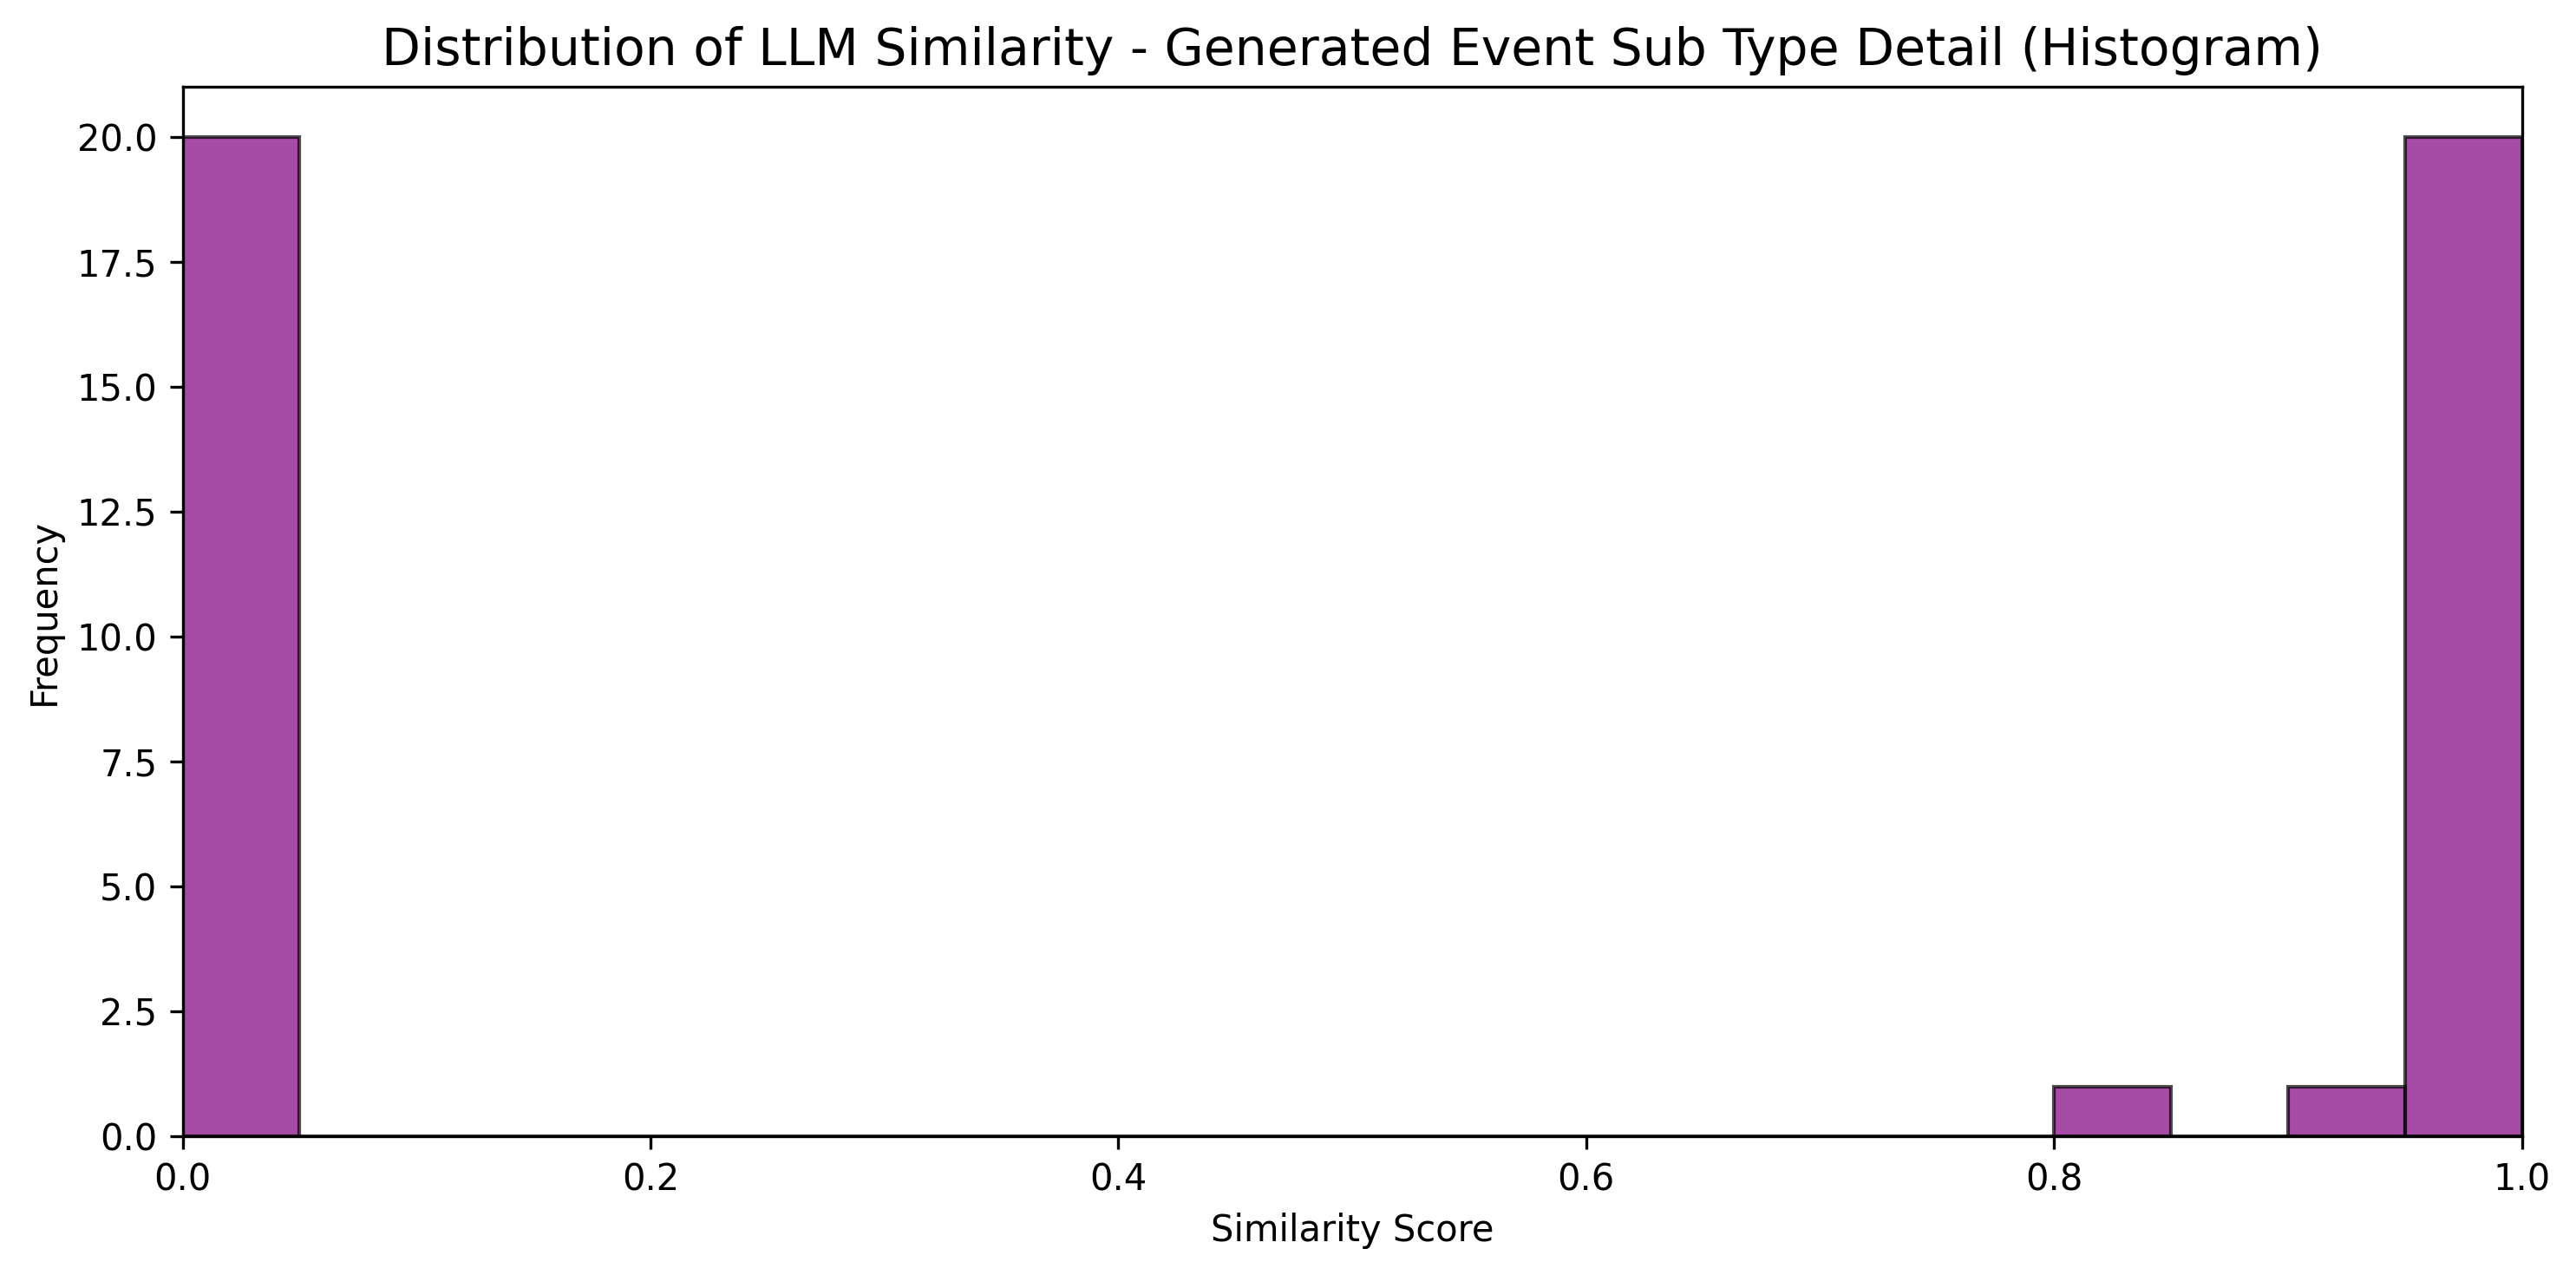 Distribution of LLM Similarity - Generated Event Sub Type Detail (Histogram)
Frequency
20.0
17.5
15.0
12.5
10.0
7.5
5.0
2.5
0.0
0.0 0.2 0.4 0.6 0.8 1.0
Similarity Score